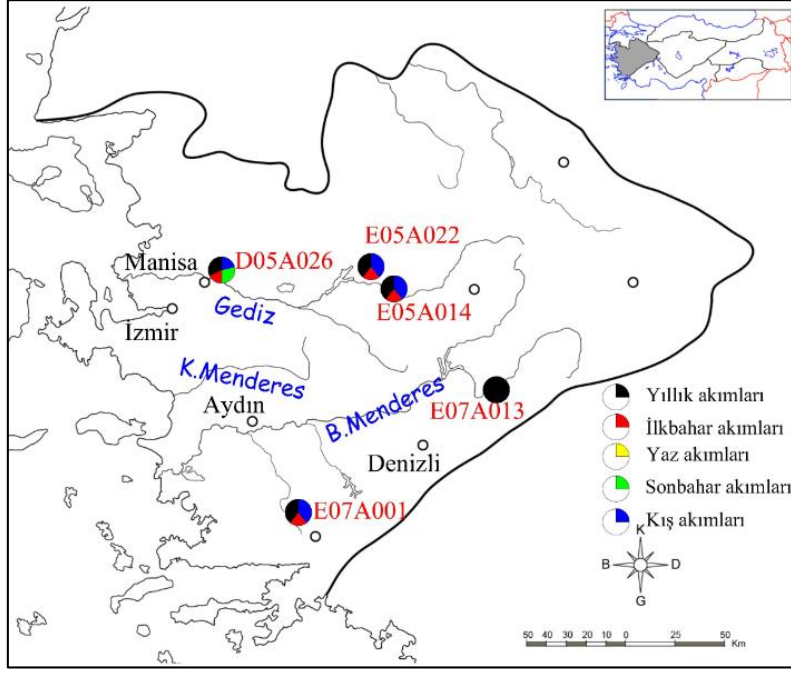 E05A022
Manisa
D05A026
E05A014
Gediz
İzmir
K.Menderes
Aydın
B.Menderes
E07A013
Denizli
E07A001
Yıllık akımları
İlkbahar akımları
Yaz akımları
Sonbahar akımları
Kış akımları
K
B D
G
50 40 30 20 10 0 25 50
Km